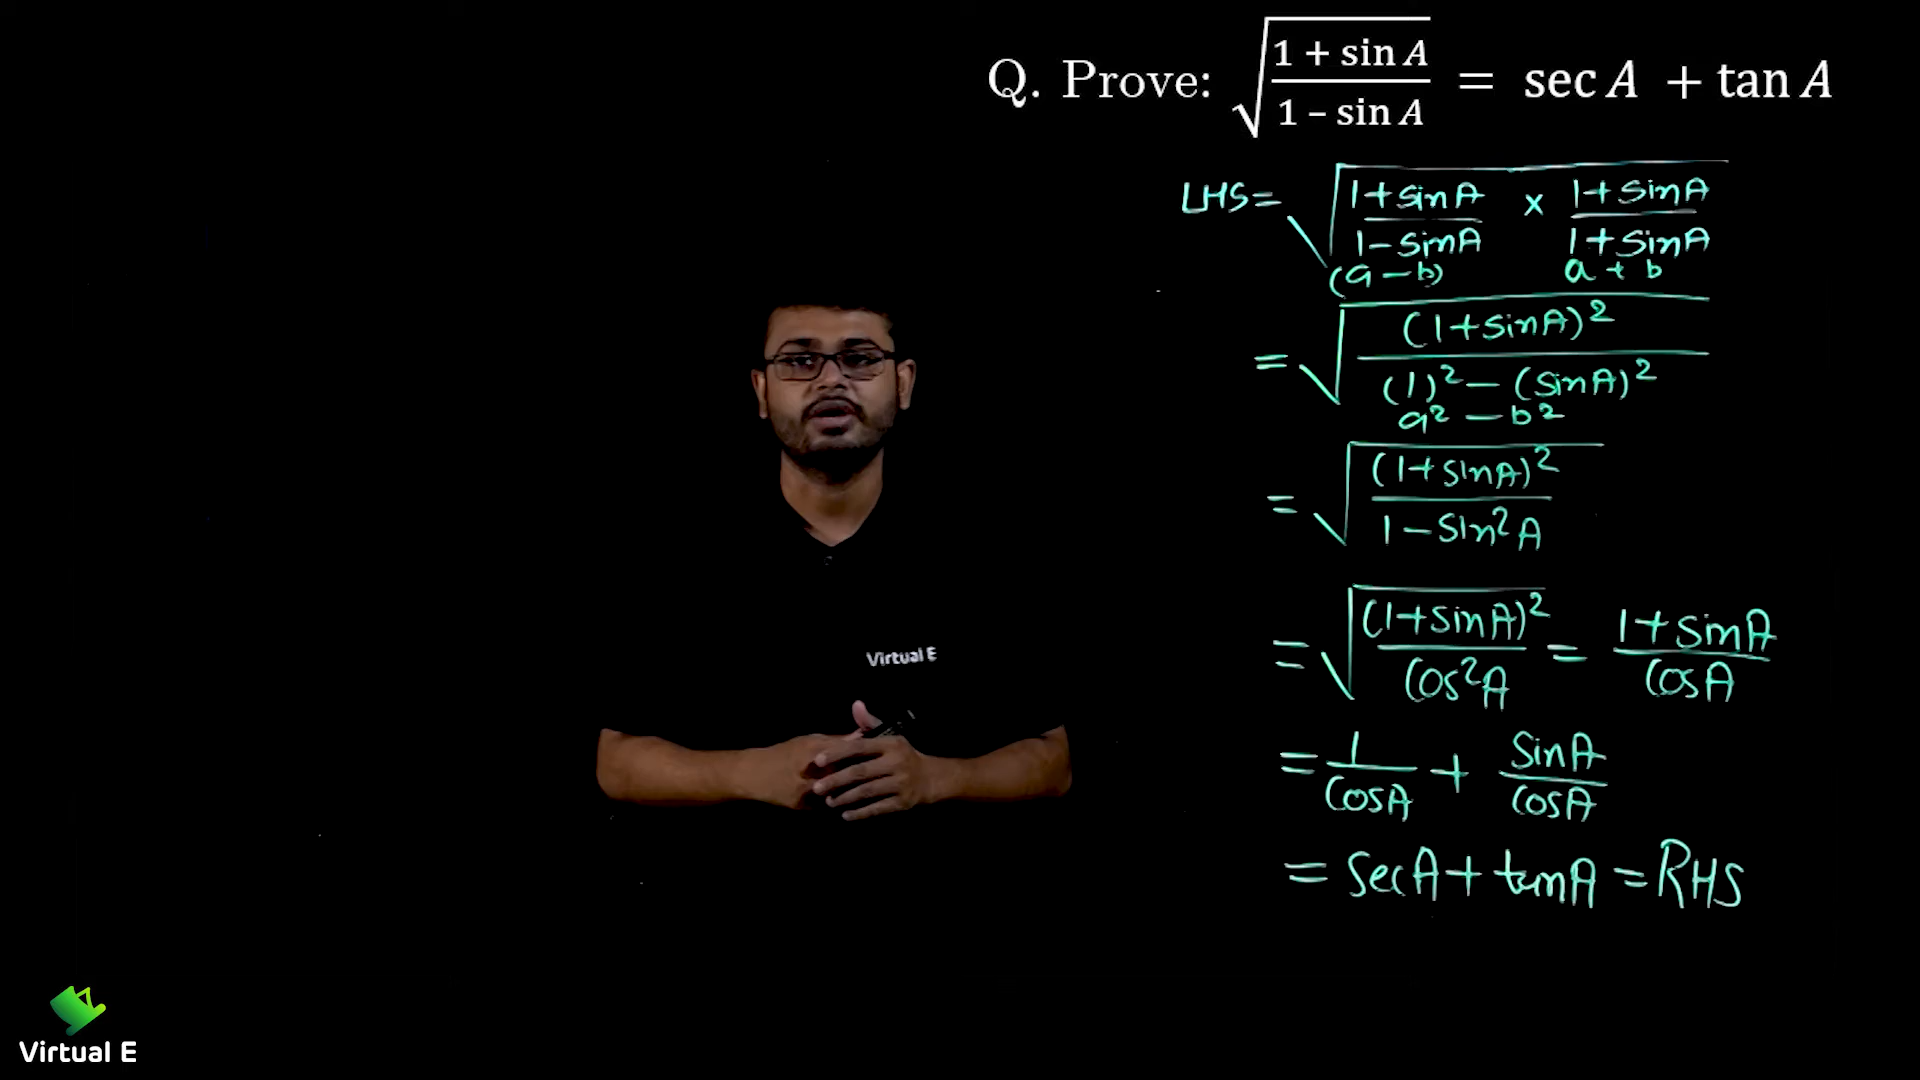 Q. Prove: √((1 + sin A)/(1 – sin A)) = sec A + tan A
LHS = √((1+sinA)/(1-sinA) × (1+sinA)/(1+sinA))
(a-b) a+b
= √((1+sinA)²/((1)²-(sinA)²))
a²-b²
= √((1+sinA)²/(1-sin²A))
= √((1+sinA)²/(Cos²A)) = (1+sinA)/(CosA)
= 1/CosA + SinA/CosA
= SecA + tanA = RHS
Virtual E
Virtual E